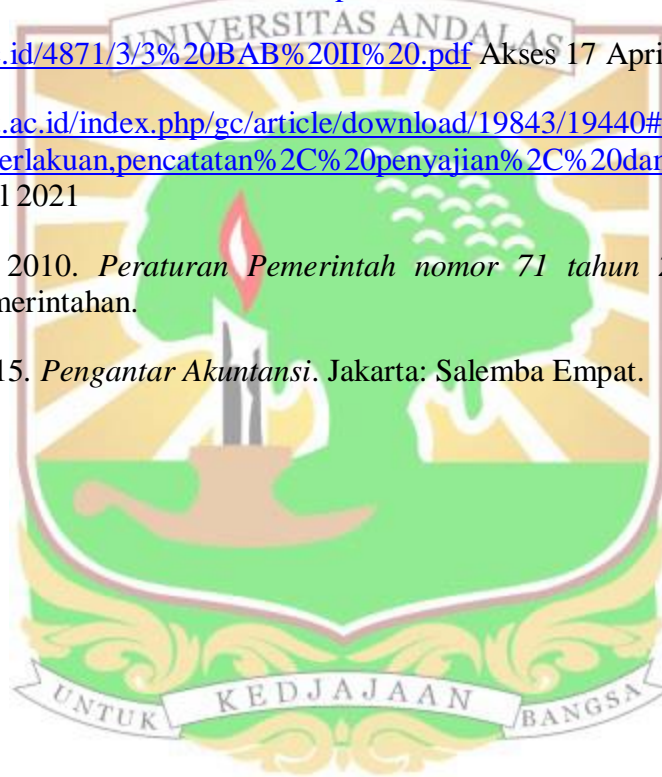 UNIVERSITAS ANDALAS
.id/4871/3/3%20BAB%20II%20.pdf Akses 17 Apri
.ac.id/index.php/gc/article/download/19843/19440#
erlakuan,pencatatan%2C%20penyajian%2C%20dan
l 2021
2010. Peraturan Pemerintah nomor 71 tahun
merintahan.
15. Pengantar Akuntansi. Jakarta: Salemba Empat.
UNTUK KEDJAJAAN BANGSA